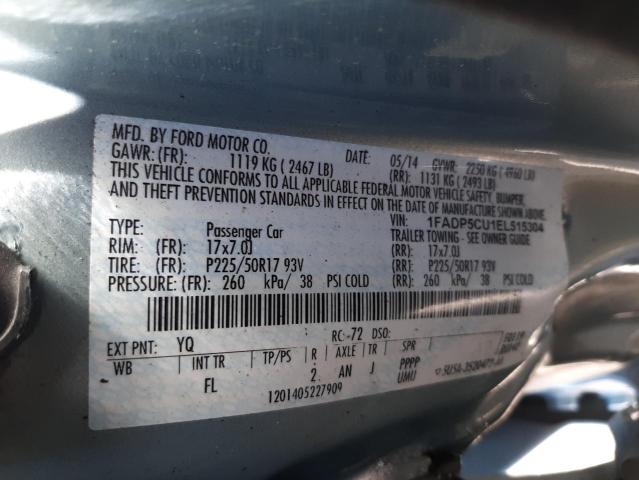 MFD. BY FORD MOTOR CO.
DATE: 05/14 GVWR: 2250 KG ( 4960 LB)
GAWR: (FR): 1119 KG ( 2467 LB) (RR): 1131 KG ( 2493 LB)
THIS VEHICLE CONFORMS TO ALL APPLICABLE FEDERAL MOTOR VEHICLE SAFETY, BUMPER,
AND THEFT PREVENTION STANDARDS IN EFFECT ON THE DATE OF MANUFACTURE SHOWN ABOVE.
VIN: 1FADP5CU1EL515304
TYPE: Passenger Car TRAILER TOWING - SEE OWNER GUIDE
RIM: (FR): 17x7.0J (RR): 17x7.0J
TIRE: (FR): P225/50R17 93V (RR): P225/50R17 93V
PRESSURE: (FR): 260 kPa/ 38 PSI COLD (RR): 260 kPa/ 38 PSI COLD
EXT PNT: YQ RC:-72 DSO:
WB INT TR TP/PS R AXLE TR SPR
FL 2 AN J PPPP
UMU
1201405227909